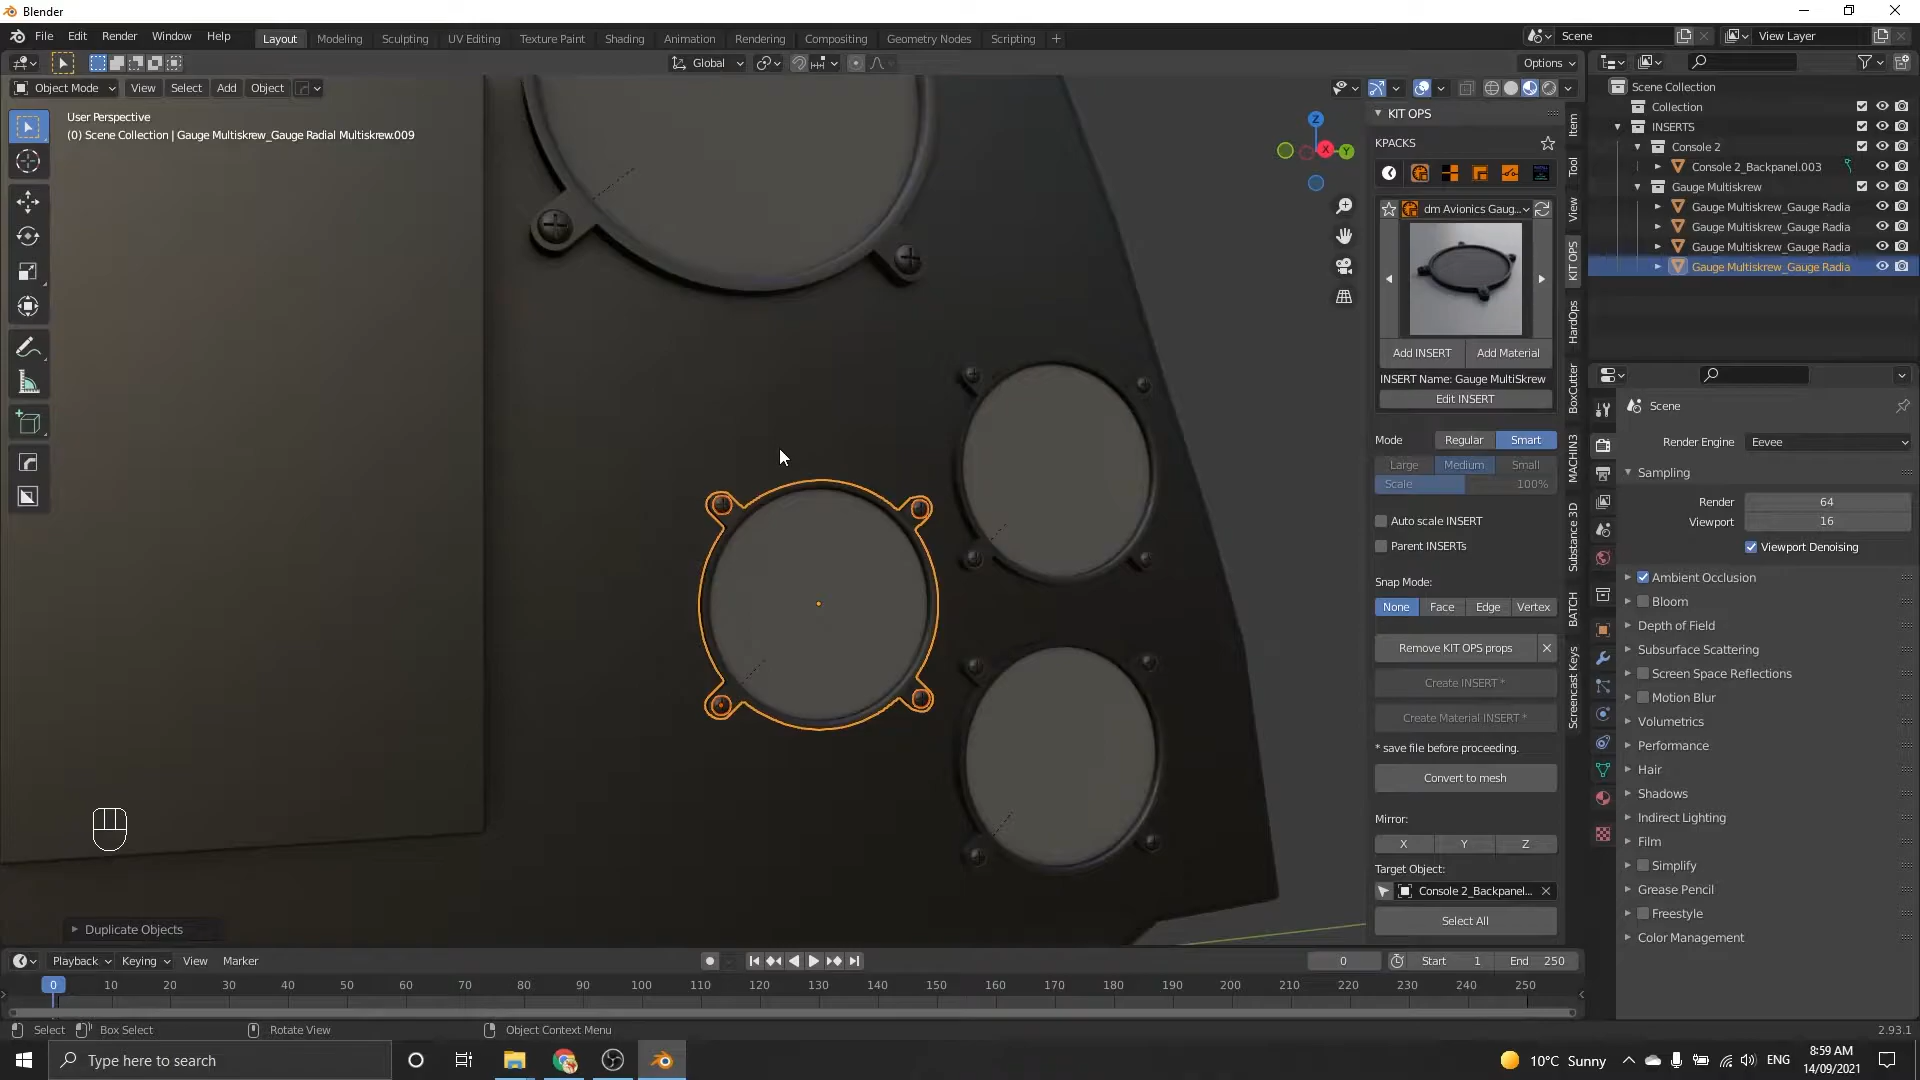 Blender
File Edit Render Window Help
Layout Modeling Sculpting UV Editing Texture Paint Shading Animation Rendering Compositing Geometry Nodes Scripting +
Scene
View Layer
Global
Options
Object Mode View Select Add Object
User Perspective
(0) Scene Collection | Gauge Multiskrew_Gauge Radial Multiskrew.009
Z
X
Y
KIT OPS
KPACKS
dm Avionics Gaug...
Add INSERT Add Material
INSERT Name: Gauge MultiSkrew
Edit INSERT
Mode Regular Smart
Large Medium Small
Scale 100%
Auto scale INSERT
Parent INSERTs
Snap Mode:
None Face Edge Vertex
Remove KIT OPS props
Create INSERT *
Create Material INSERT *
* save file before proceeding.
Convert to mesh
Mirror:
X Y Z
Target Object:
Console 2_Backpanel...
Select All
Item
Tool
View
KIT OPS
HardOps
BoxCutter
MACHIN3
Substance 3D
BATCH
Screencast Keys
Scene Collection
Collection
INSERTS
Console 2
Console 2_Backpanel.003
Gauge Multiskrew
Gauge Multiskrew_Gauge Radia
Gauge Multiskrew_Gauge Radia
Gauge Multiskrew_Gauge Radia
Gauge Multiskrew_Gauge Radia
Scene
Render Engine Eevee
Sampling
Render 64
Viewport 16
Viewport Denoising
Ambient Occlusion
Bloom
Depth of Field
Subsurface Scattering
Screen Space Reflections
Motion Blur
Volumetrics
Performance
Hair
Shadows
Indirect Lighting
Film
Simplify
Grease Pencil
Freestyle
Color Management
Duplicate Objects
Playback Keying View Marker
0 Start 1 End 250
0 10 20 30 40 50 60 70 80 90 100 110 120 130 140 150 160 170 180 190 200 210 220 230 240 250
Select Box Select Rotate View Object Context Menu 2.93.1
Type here to search
10°C Sunny
ENG
8:59 AM
14/09/2021